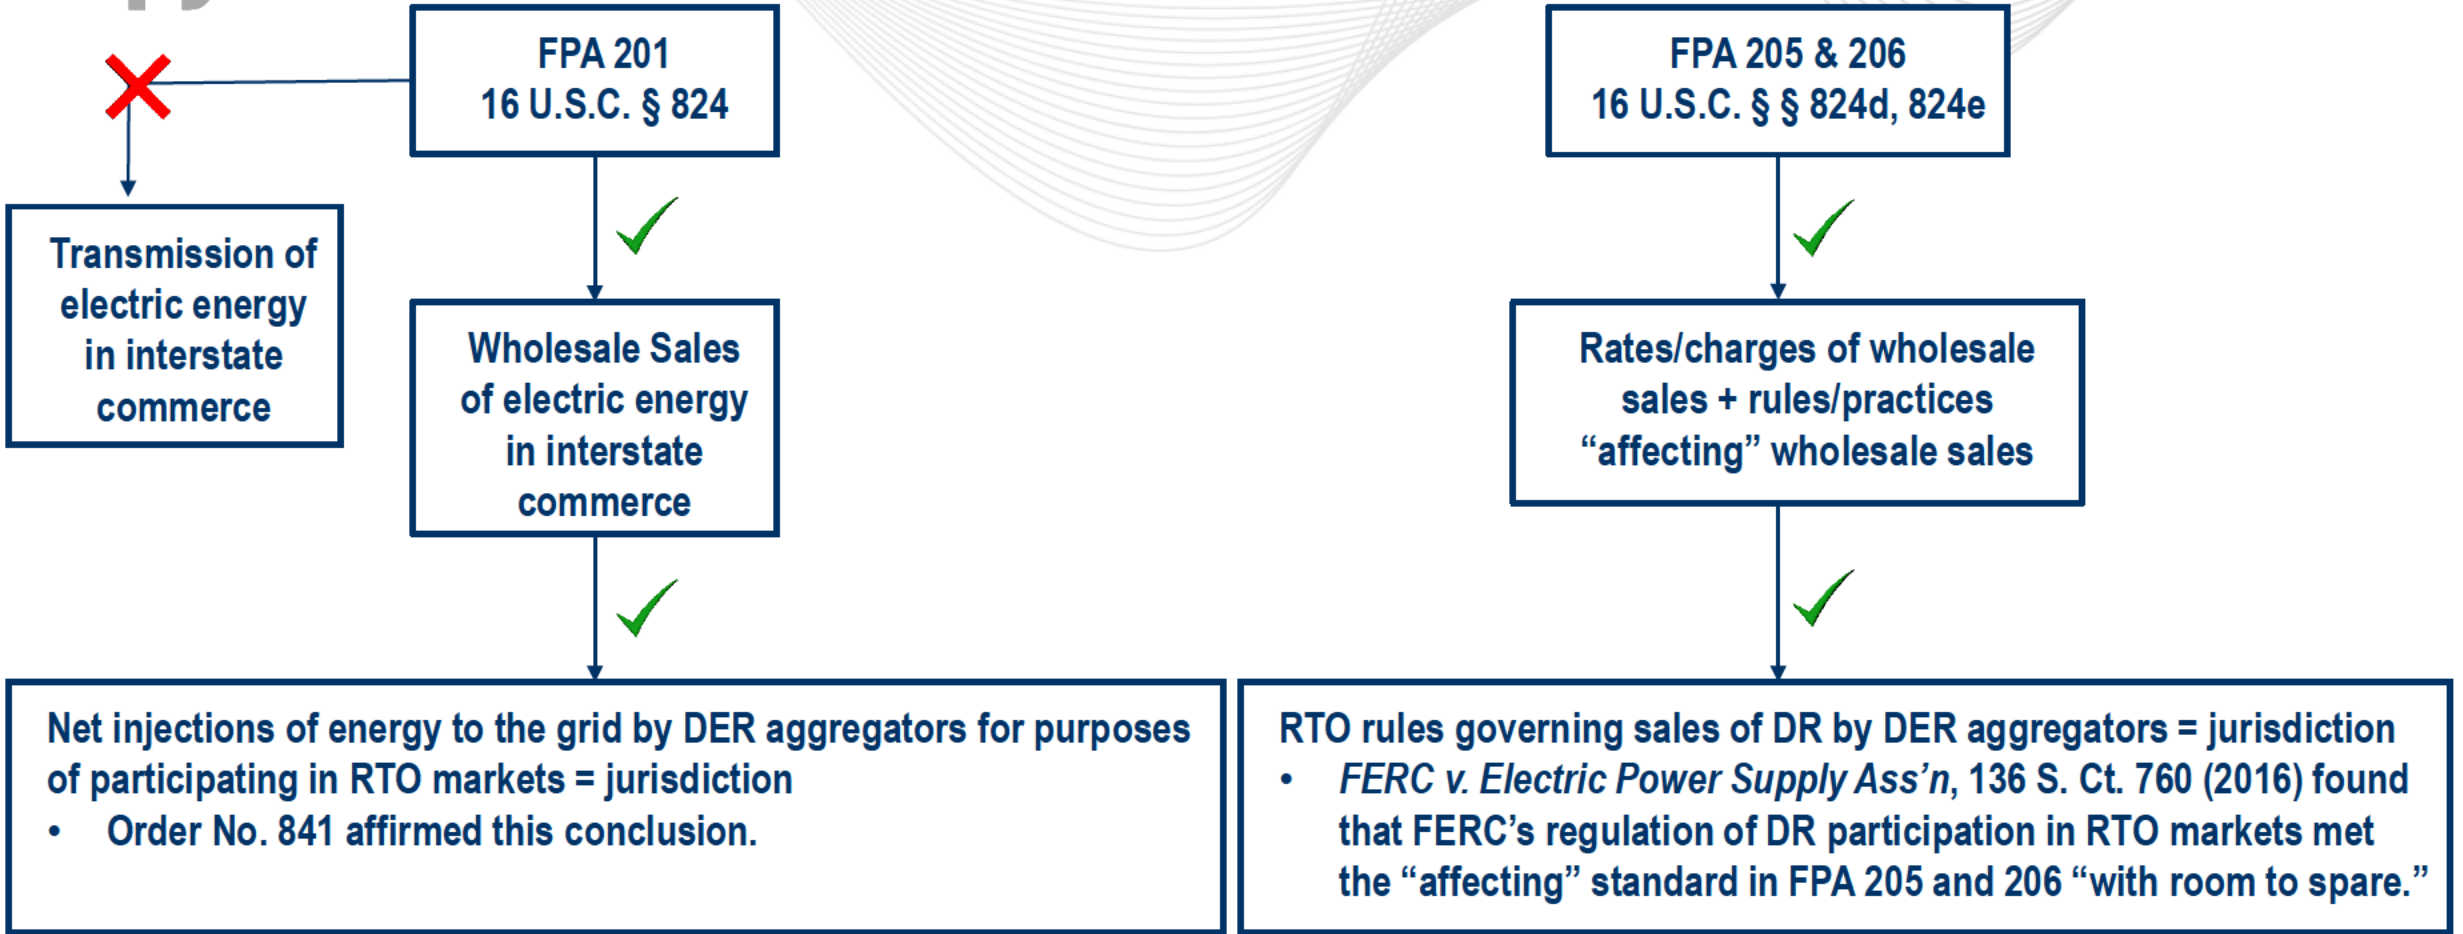 FPA 201
16 U.S.C. § 824
FPA 205 & 206
16 U.S.C. § § 824d, 824e
Transmission of
electric energy
in interstate
commerce
Wholesale Sales
of electric energy
in interstate
commerce
Rates/charges of wholesale
sales + rules/practices
“affecting” wholesale sales
Net injections of energy to the grid by DER aggregators for purposes
of participating in RTO markets = jurisdiction
• Order No. 841 affirmed this conclusion.
RTO rules governing sales of DR by DER aggregators = jurisdiction
• FERC v. Electric Power Supply Ass’n, 136 S. Ct. 760 (2016) found
that FERC’s regulation of DR participation in RTO markets met
the “affecting” standard in FPA 205 and 206 “with room to spare.”